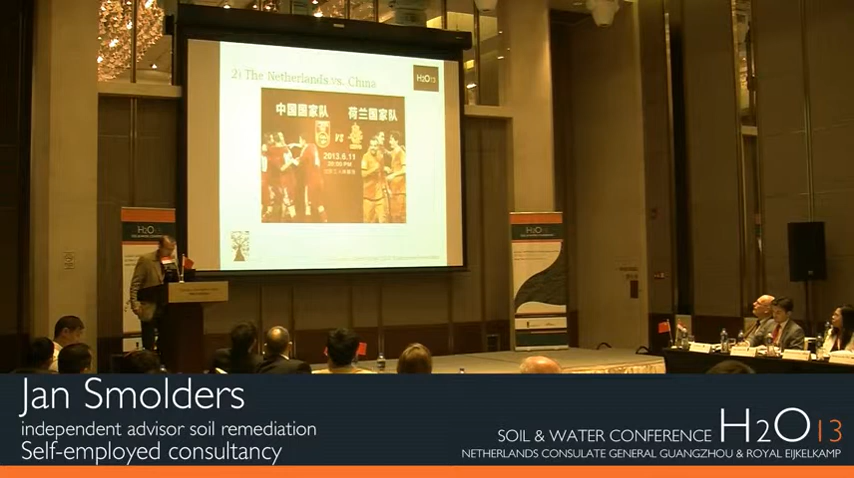 2) The Netherlands vs. China
H2O13
中国国家队
荷兰国家队
VS
2013.6.11
H2O13
H2O13
Jan Smolders
independent advisor soil remediation
Self-employed consultancy
SOIL & WATER CONFERENCE H2O13
NETHERLANDS CONSULATE GENERAL GUANGZHOU & ROYAL EIJKELKAMP